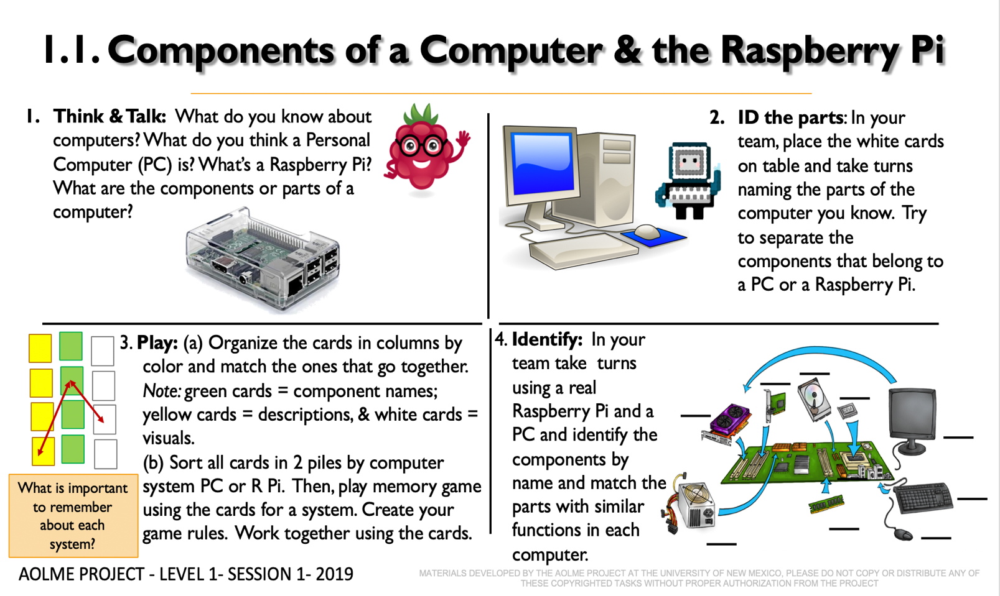 1.1. Components of a Computer & the Raspberry Pi
1. Think & Talk: What do you know about
computers? What do you think a Personal
Computer (PC) is? What's a Raspberry Pi?
What are the components or parts of a
computer?
2. ID the parts: In your
team, place the white cards
on table and take turns
naming the parts of the
computer you know. Try
to separate the
components that belong to
a PC or a Raspberry Pi.
3. Play: (a) Organize the cards in columns by
color and match the ones that go together.
Note: green cards = component names;
yellow cards = descriptions, & white cards =
visuals.
(b) Sort all cards in 2 piles by computer
system PC or R Pi. Then, play memory game
using the cards for a system. Create your
game rules. Work together using the cards.
What is important
to remember
about each
system?
4. Identify: In your
team take turns
using a real
Raspberry Pi and a
PC and identify the
components by
name and match the
parts with similar
functions in each
computer.
AOLME PROJECT - LEVEL 1- SESSION 1- 2019
MATERIALS DEVELOPED BY THE AOLME PROJECT AT THE UNIVERSITY OF NEW MEXICO, PLEASE DO NOT COPY OR DISTRIBUTE ANY OF
THESE COPYRIGHTED TASKS WITHOUT PROPER AUTHORIZATION FROM THE PROJECT